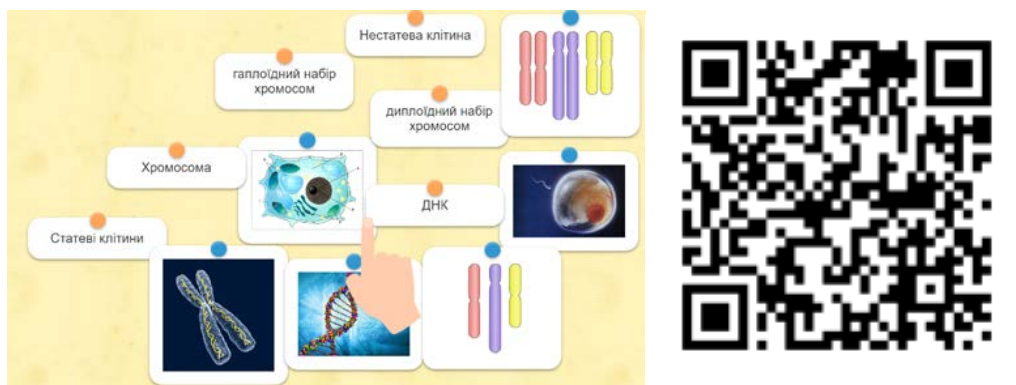 Нестатева клітина
гаплоїдний набір
хромосом
диплоїдний набір
хромосом
Хромосома
ДНК
Статеві клітини